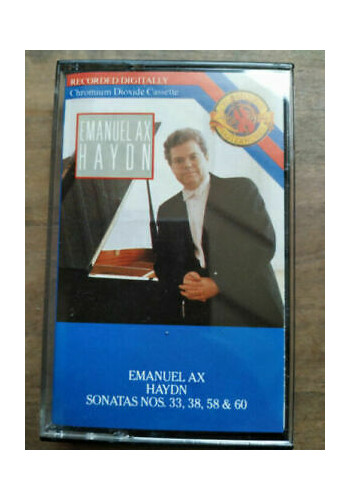 RECORDED DIGITALLY
Chromium Dioxide Cassette
EMANUEL AX
HAYDN
EMANUEL AX
HAYDN
SONATAS NOS. 33, 38, 58 & 60